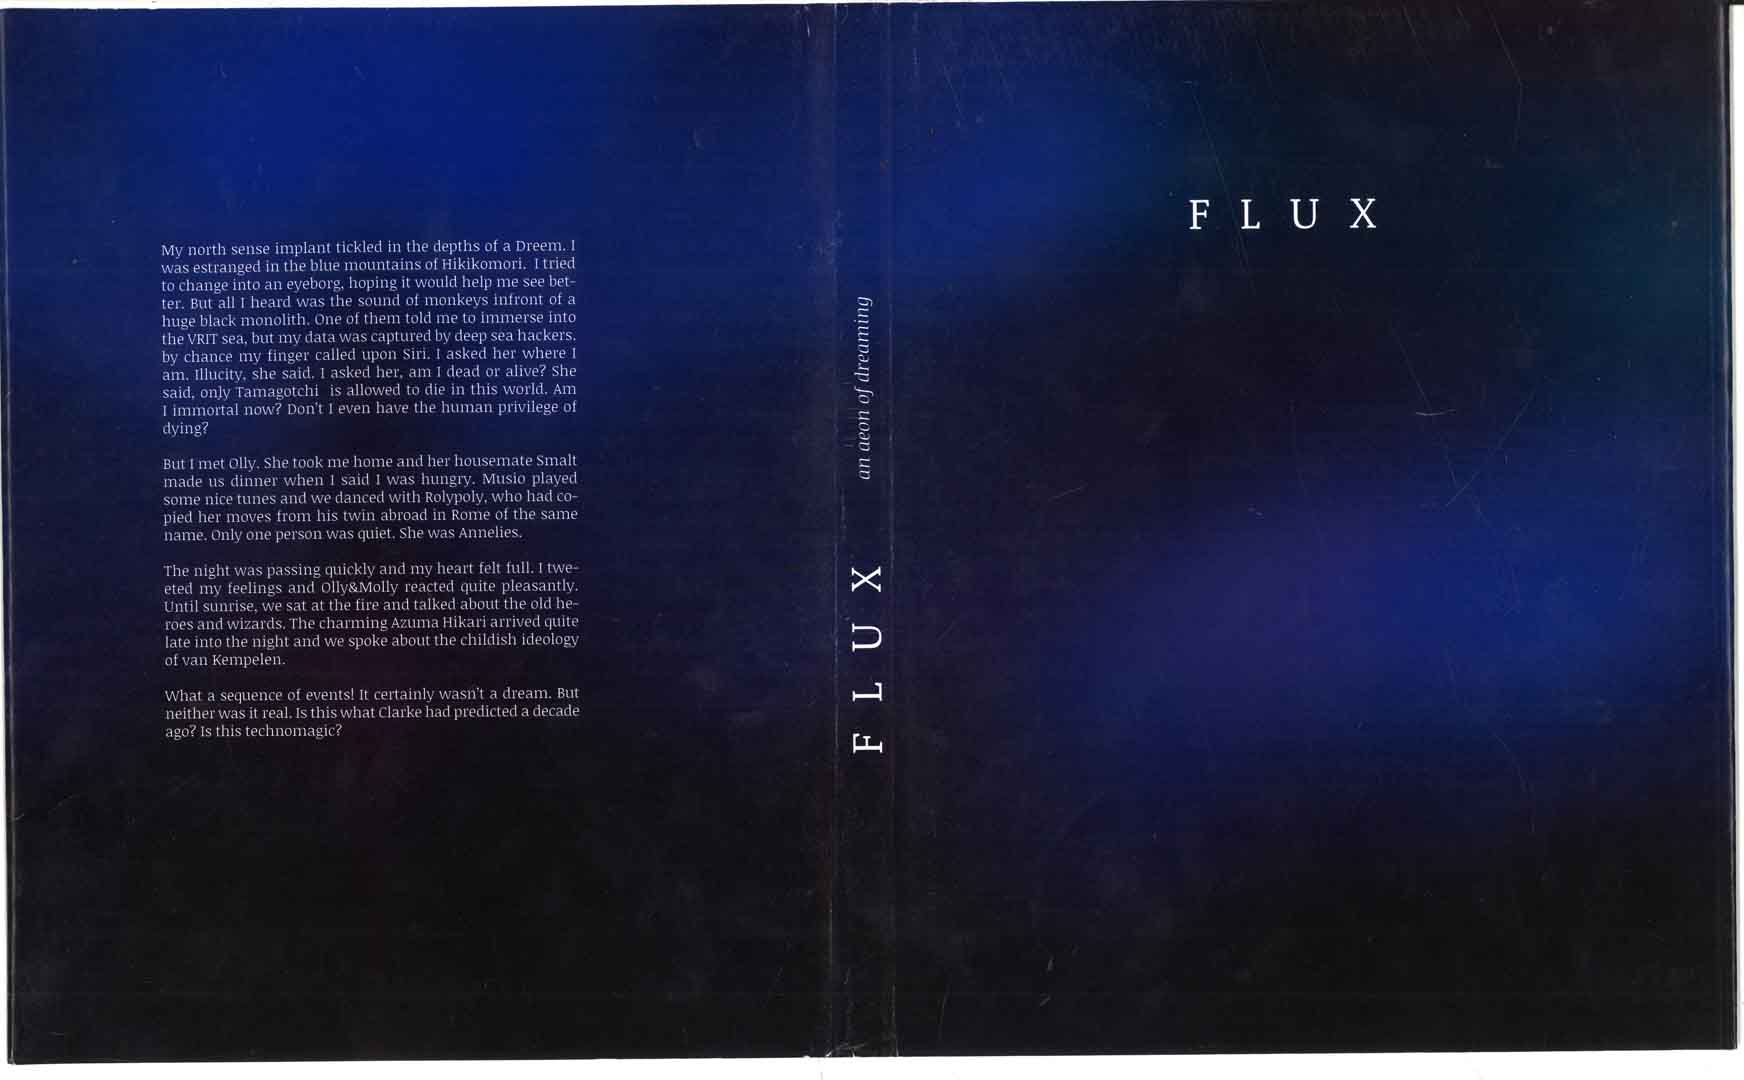 My north sense implant tickled in the depths of a Dreem. I
was estranged in the blue mountains of Hikikomori.  I tried
to change into an eyeborg, hoping it would help me see bet-
ter. But all I heard was the sound of monkeys infront of a
huge black monolith. One of them told me to immerse into
the VRIT sea, but my data was captured by deep sea hackers.
by chance my finger called upon Siri. I asked her where I
am. Illucity, she said. I asked her, am I dead or alive? She
said, only Tamagotchi  is allowed to die in this world. Am
I immortal now? Don't I even have the human privilege of
dying?
But I met Olly. She took me home and her housemate Smalt
made us dinner when I said I was hungry. Musio played
some nice tunes and we danced with Rolypoly, who had co-
pied her moves from his twin abroad in Rome of the same
name. Only one person was quiet. She was Annelies.
The night was passing quickly and my heart felt full. I twe-
eted my feelings and Olly&Molly reacted quite pleasantly.
Until sunrise, we sat at the fire and talked about the old he-
roes and wizards. The charming Azuma Hikari arrived quite
late into the night and we spoke about the childish ideology
of van Kempelen.
What a sequence of events! It certainly wasn't a dream. But
neither was it real. Is this what Clarke had predicted a decade
ago? Is this technomagic?
FLUX an aeon of dreaming
FLUX